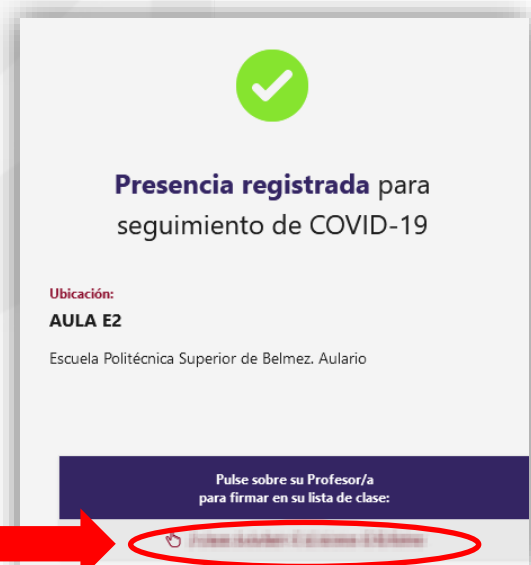 Presencia registrada para
seguimiento de COVID-19
Ubicación:
AULA E2
Escuela Politécnica Superior de Belmez. Aulario
Pulse sobre su Profesor/a
para firmar en su lista de clase: